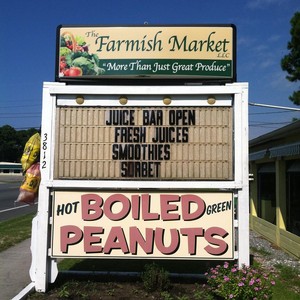 The
Farmish Market
LLC
"More Than Just Great Produce"
JUICE BAR OPEN
FRESH JUICES
SMOOTHIES
SORBET
3812
HOT BOILED GREEN
PEANUTS